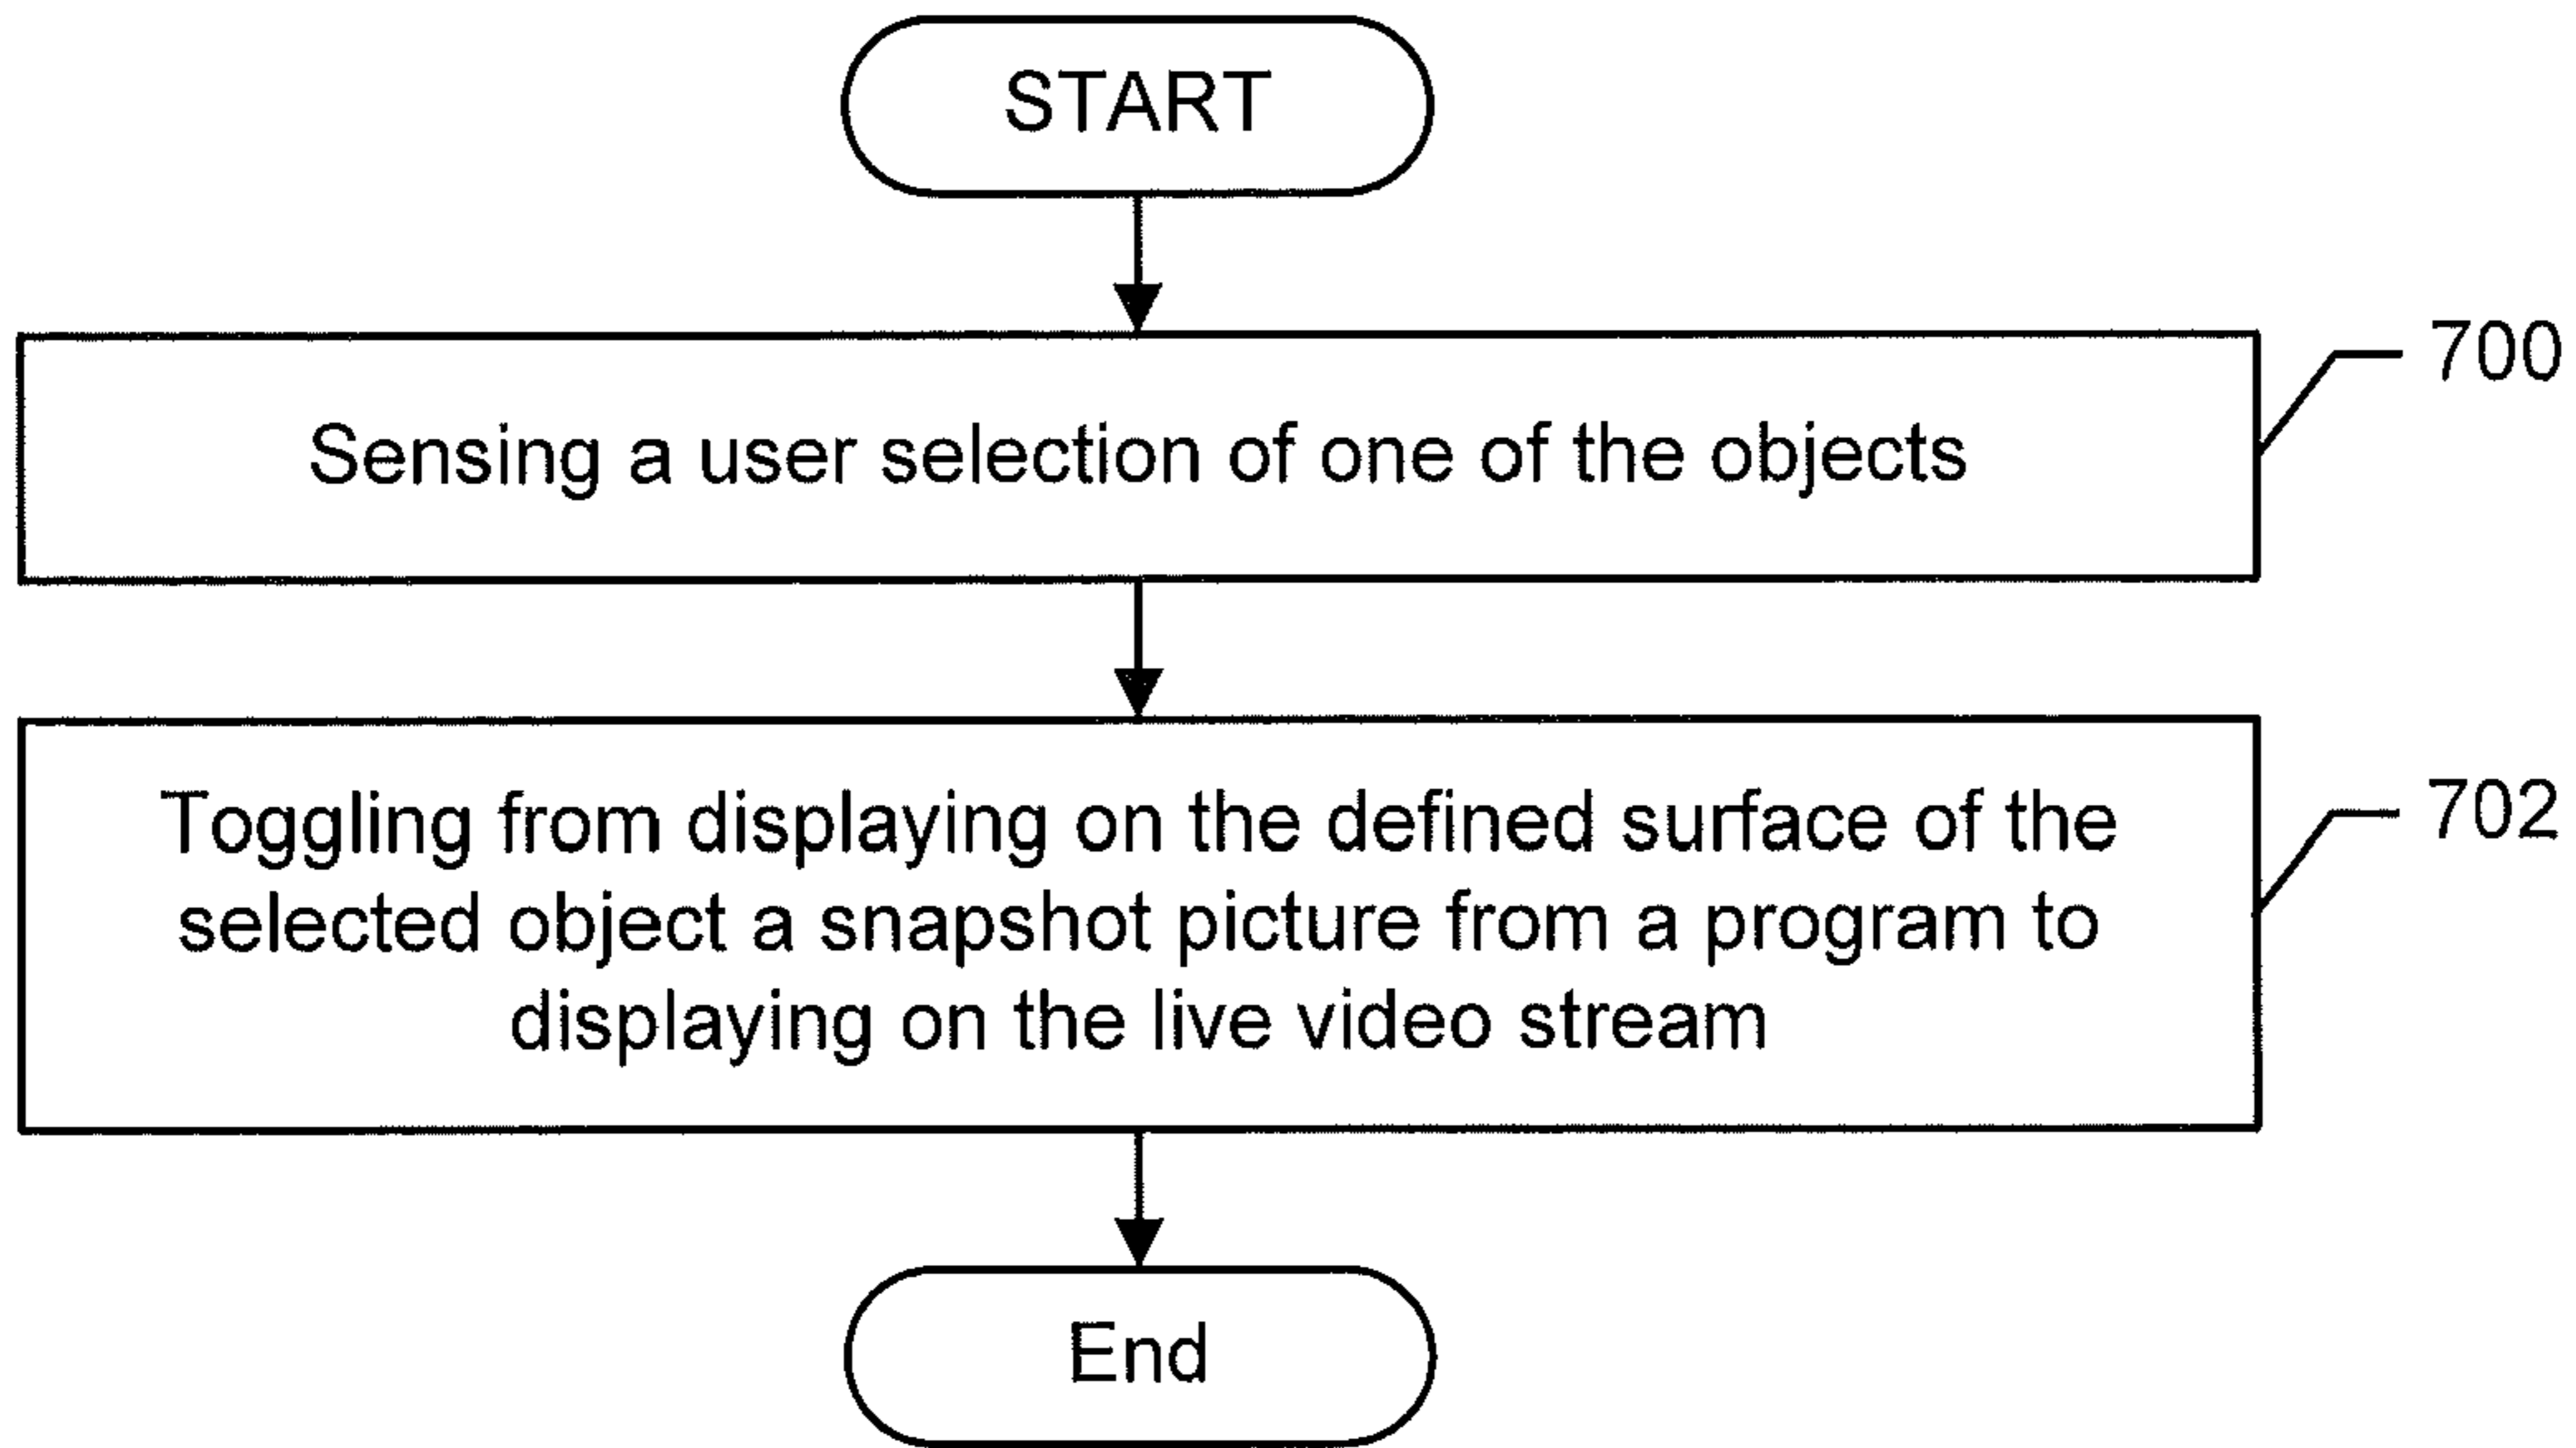 START
700
Sensing a user selection of one of the objects
702
Toggling from displaying on the defined surface of the
selected object a snapshot picture from a program to
displaying on the live video stream
End